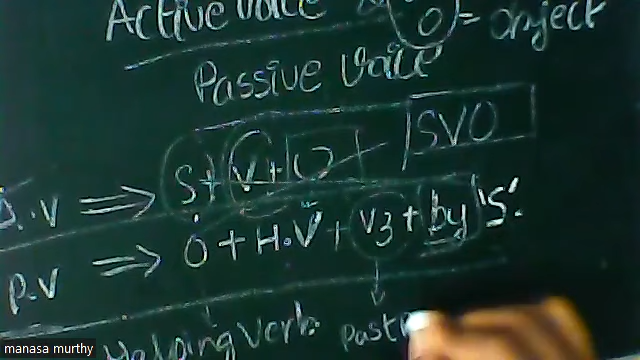 Active Voice & O = object
Passive Voice
S+V+O SVO
A.V ⇒
P.V ⇒ O + H.V + V3 + by 'S'.
Helping Verb Past
manasa murthy